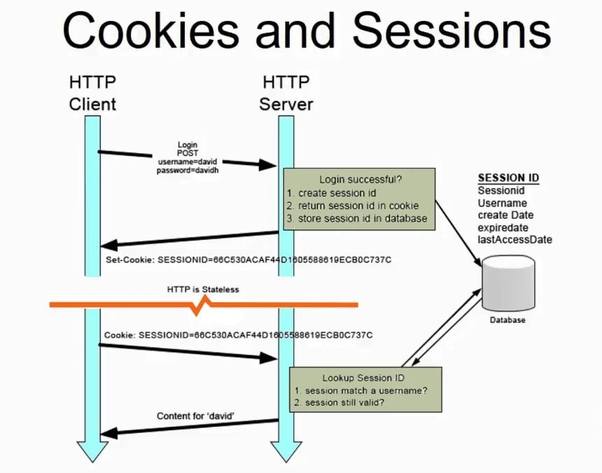 Cookies and Sessions
HTTP
Client
HTTP
Server
Login
POST
username=david
password=davidh
Login successful?
1. create session id
2. return session id in cookie
3. store session id in database
SESSION ID
Sessionid
Username
create Date
expiredate
lastAccessDate
Set-Cookie: SESSIONID=66C530ACAF44D1605588619ECB0C737C
HTTP is Stateless
Database
Cookie: SESSIONID=66C530ACAF44D1605588619ECB0C737C
Lookup Session ID
1. session match a username?
2. session still valid?
Content for 'david'